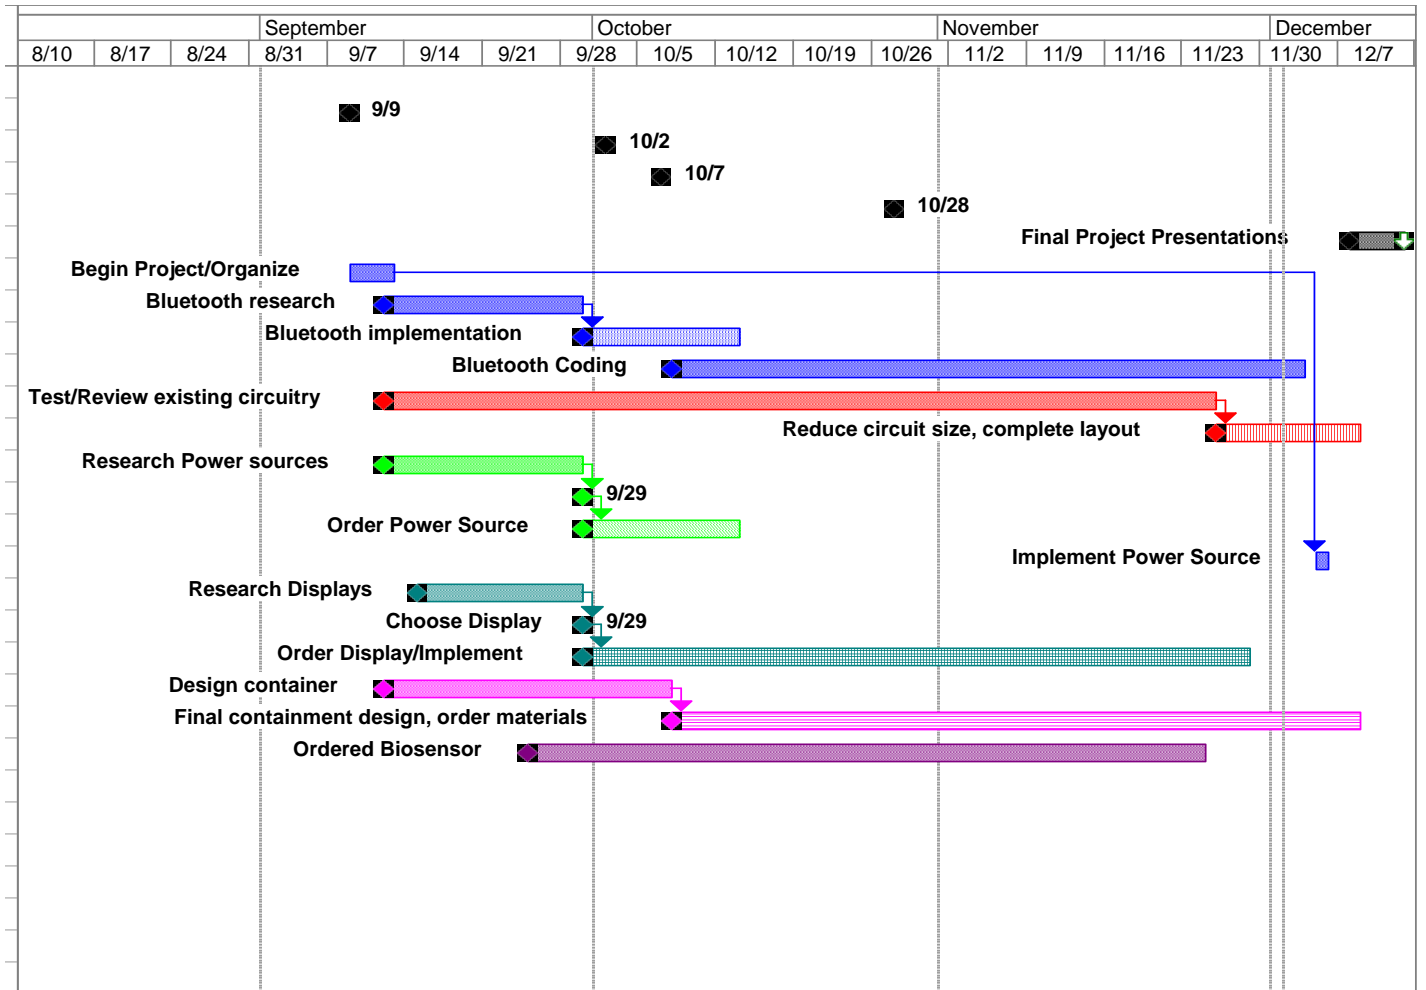 September October November December
8/10 8/17 8/24 8/31 9/7 9/14 9/21 9/28 10/5 10/12 10/19 10/26 11/2 11/9 11/16 11/23 11/30 12/7
9/9
10/2
10/7
10/28
Final Project Presentations
Begin Project/Organize
Bluetooth research
Bluetooth implementation
Bluetooth Coding
Test/Review existing circuitry
Reduce circuit size, complete layout
Research Power sources
9/29
Order Power Source
Implement Power Source
Research Displays
Choose Display 9/29
Order Display/Implement
Design container
Final containment design, order materials
Ordered Biosensor